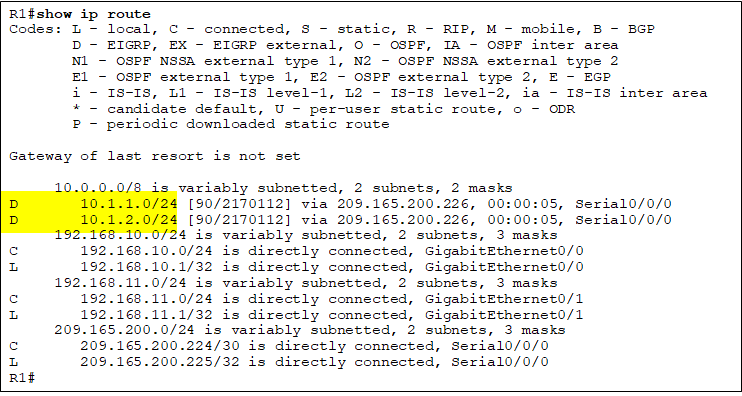 R1#show ip route
Codes: L - local, C - connected, S - static, R - RIP, M - mobile, B - BGP
       D - EIGRP, EX - EIGRP external, O - OSPF, IA - OSPF inter area
       N1 - OSPF NSSA external type 1, N2 - OSPF NSSA external type 2
       E1 - OSPF external type 1, E2 - OSPF external type 2, E - EGP
       i - IS-IS, L1 - IS-IS level-1, L2 - IS-IS level-2, ia - IS-IS inter area
       * - candidate default, U - per-user static route, o - ODR
       P - periodic downloaded static route

Gateway of last resort is not set

     10.0.0.0/8 is variably subnetted, 2 subnets, 2 masks
D       10.1.1.0/24 [90/2170112] via 209.165.200.226, 00:00:05, Serial0/0/0
D       10.1.2.0/24 [90/2170112] via 209.165.200.226, 00:00:05, Serial0/0/0
     192.168.10.0/24 is variably subnetted, 2 subnets, 3 masks
C       192.168.10.0/24 is directly connected, GigabitEthernet0/0
L       192.168.10.1/32 is directly connected, GigabitEthernet0/0
     192.168.11.0/24 is variably subnetted, 2 subnets, 3 masks
C       192.168.11.0/24 is directly connected, GigabitEthernet0/1
L       192.168.11.1/32 is directly connected, GigabitEthernet0/1
     209.165.200.0/24 is variably subnetted, 2 subnets, 3 masks
C       209.165.200.224/30 is directly connected, Serial0/0/0
L       209.165.200.225/32 is directly connected, Serial0/0/0
R1#